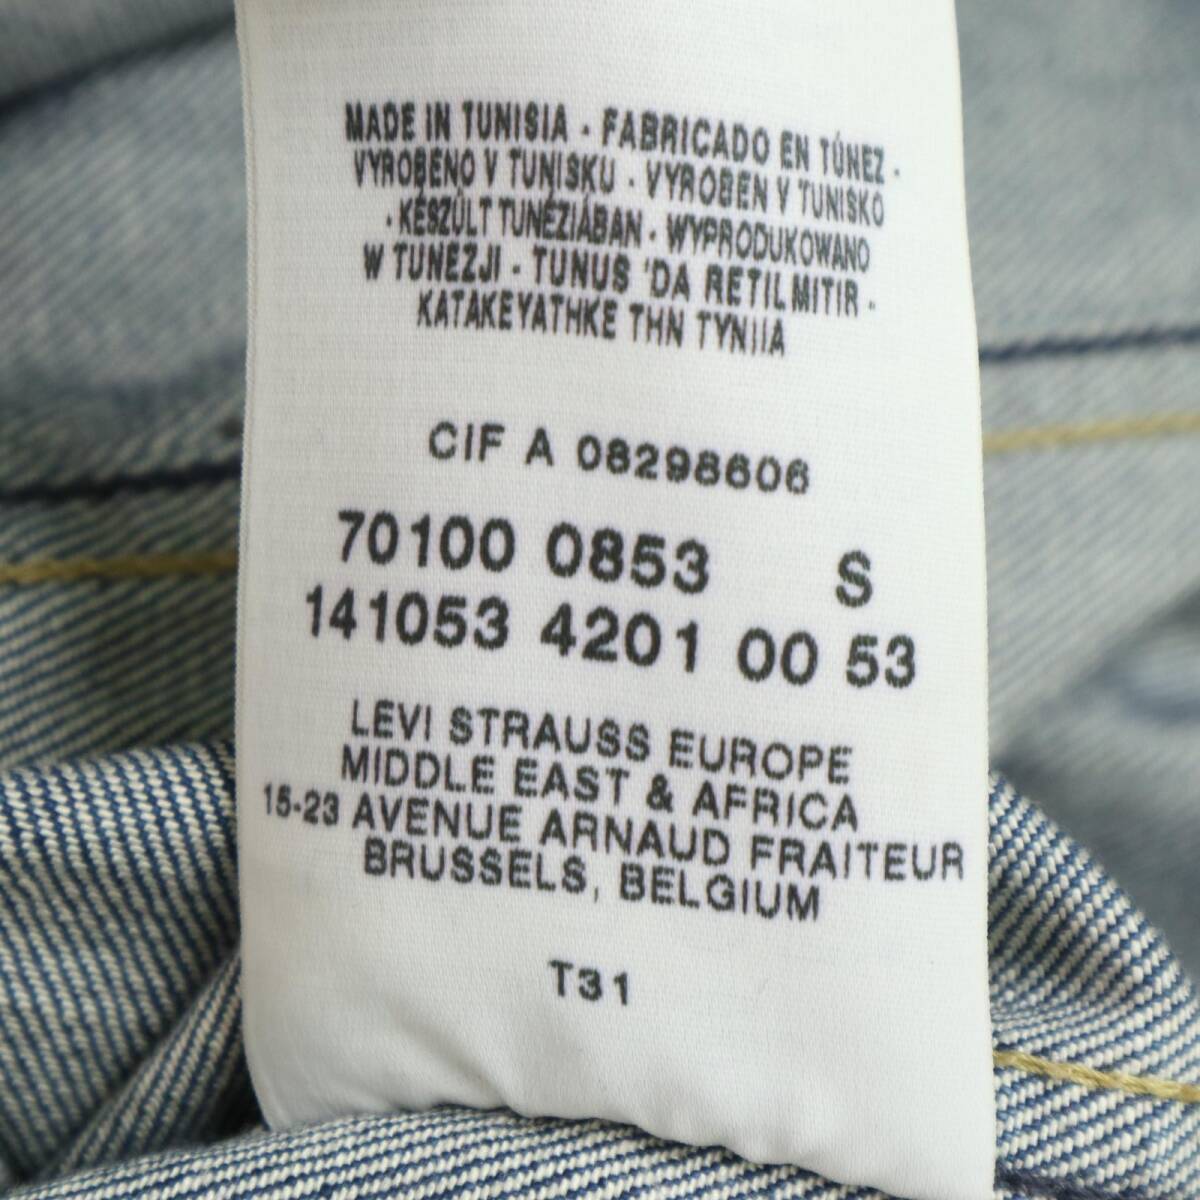 MADE IN TUNISIA - FABRICADO EN TÚNEZ -
VYROBENO V TUNISKU - VYROBEN V TUNISKO
- KÉSZÜLT TUNÉZIÁBAN - WYPRODUKOWANO
W TUNEZJI - TUNUS 'DA RETILMITIR -
KATAKEYATHKE THN TYNIIA
CIF A 08298606
70100 0853 S
141053 4201 00 53
LEVI STRAUSS EUROPE
MIDDLE EAST & AFRICA
15-23 AVENUE ARNAUD FRAITEUR
BRUSSELS, BELGIUM
T31